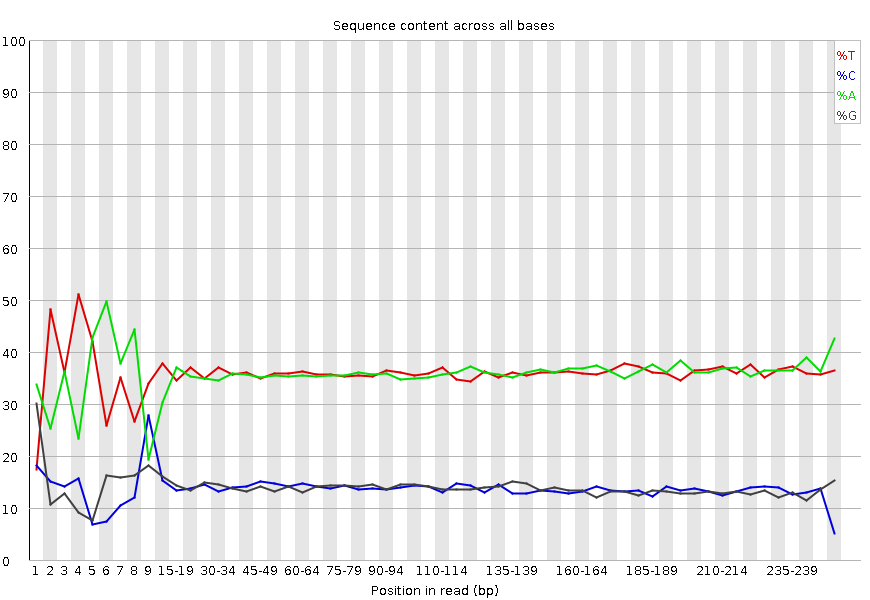 Sequence content across all bases
100
90
80
70
60
50
40
30
20
10
0
%T
%C
%A
%G
1 2 3 4 5 6 7 8 9 15-19 30-34 45-49 60-64 75-79 90-94 110-114 135-139 160-164 185-189 210-214 235-239
Position in read (bp)